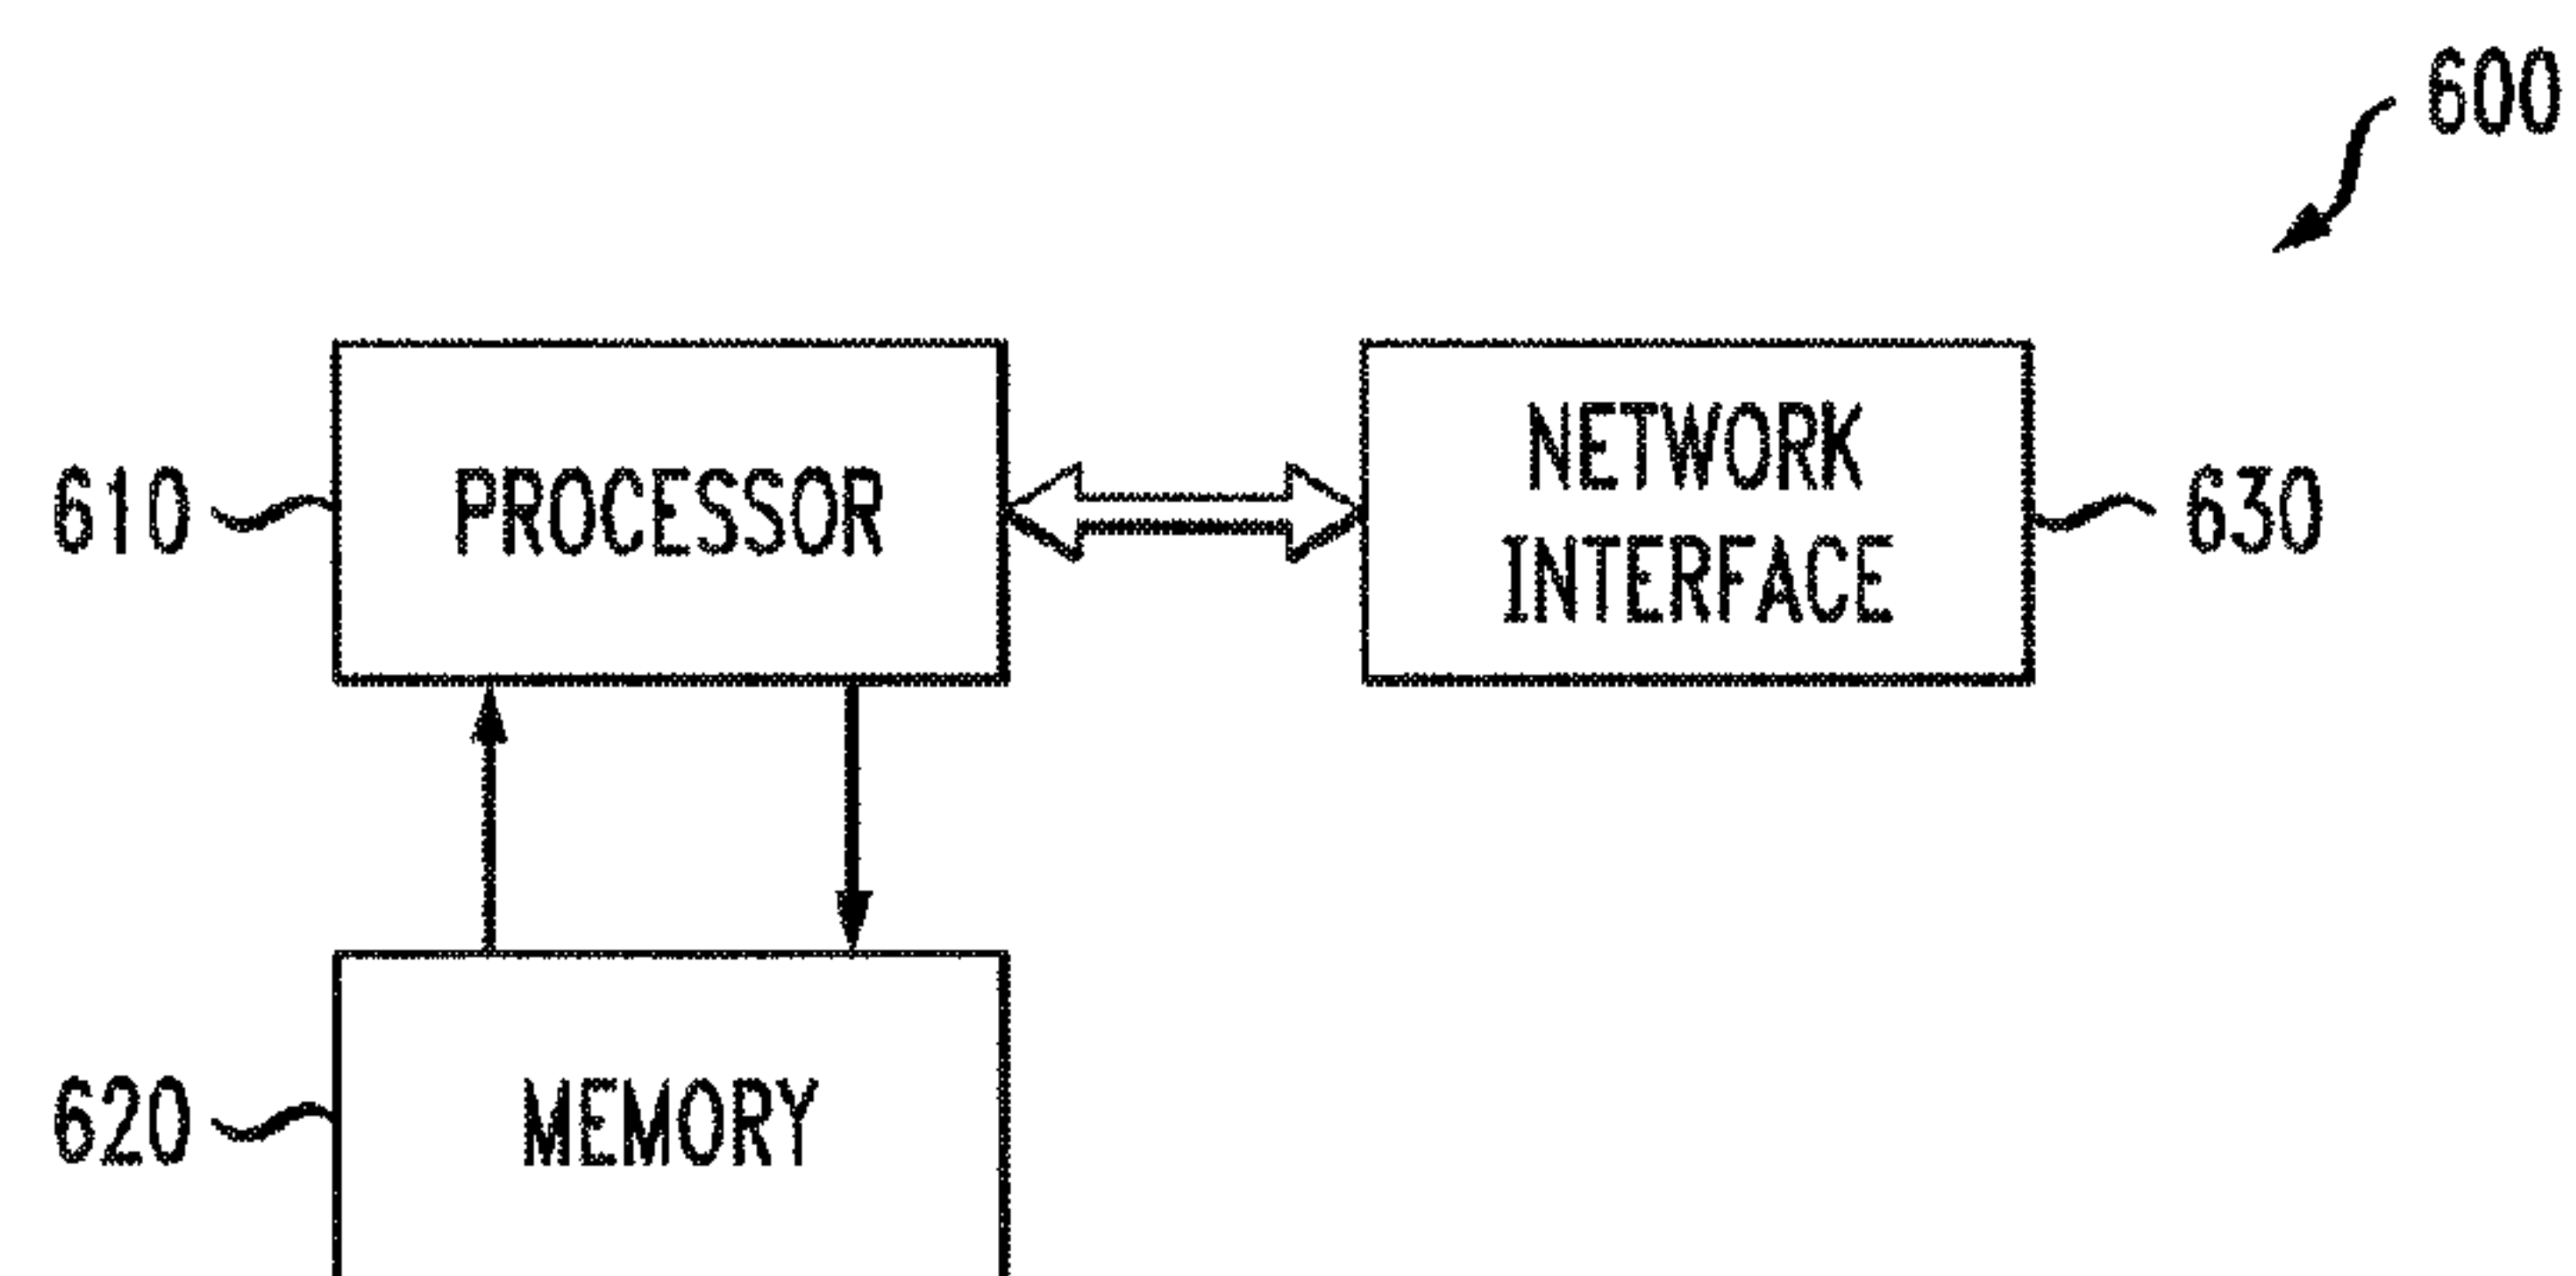 600
610
PROCESSOR
NETWORK
INTERFACE
630
620
MEMORY